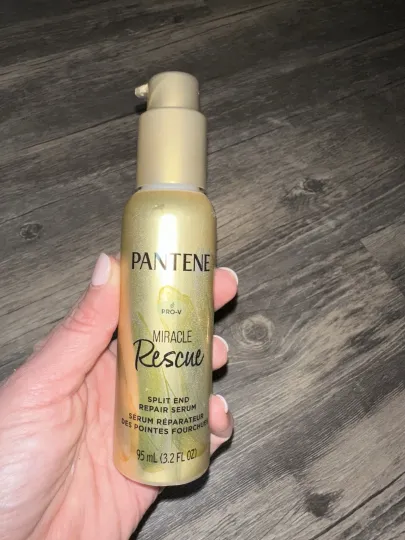 PANTENE
PRO-V
MIRACLE
Rescue
SPLIT END
REPAIR SERUM
SÉRUM RÉPARATEUR
DES POINTES FOURCHUES
95 mL (3.2 FL OZ)